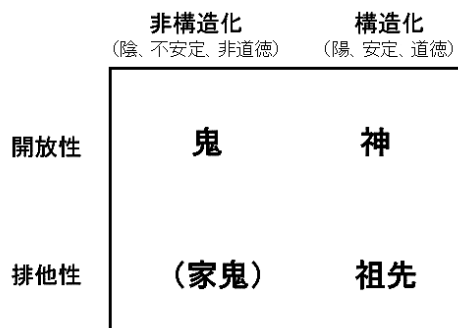 非構造化 構造化
（陰、不安定、非道徳） （陽、安定、道徳）
開放性 鬼 神
排他性 （家鬼） 祖先